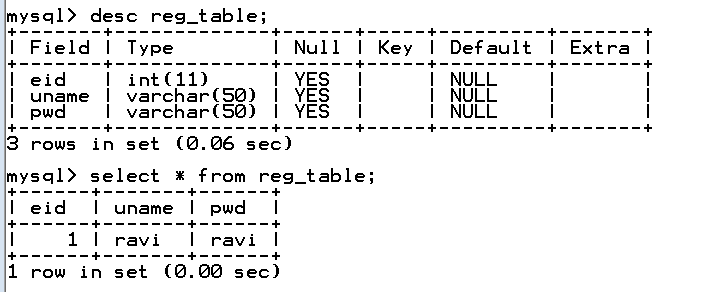 mysql> desc reg_table;
+-------+-------------+------+-----+---------+-------+
| Field | Type        | Null | Key | Default | Extra |
+-------+-------------+------+-----+---------+-------+
| eid   | int(11)     | YES  |     | NULL    |       |
| uname | varchar(50) | YES  |     | NULL    |       |
| pwd   | varchar(50) | YES  |     | NULL    |       |
+-------+-------------+------+-----+---------+-------+
3 rows in set (0.06 sec)
mysql> select * from reg_table;
+------+-------+------+
| eid  | uname | pwd  |
+------+-------+------+
|    1 | ravi  | ravi |
+------+-------+------+
1 row in set (0.00 sec)